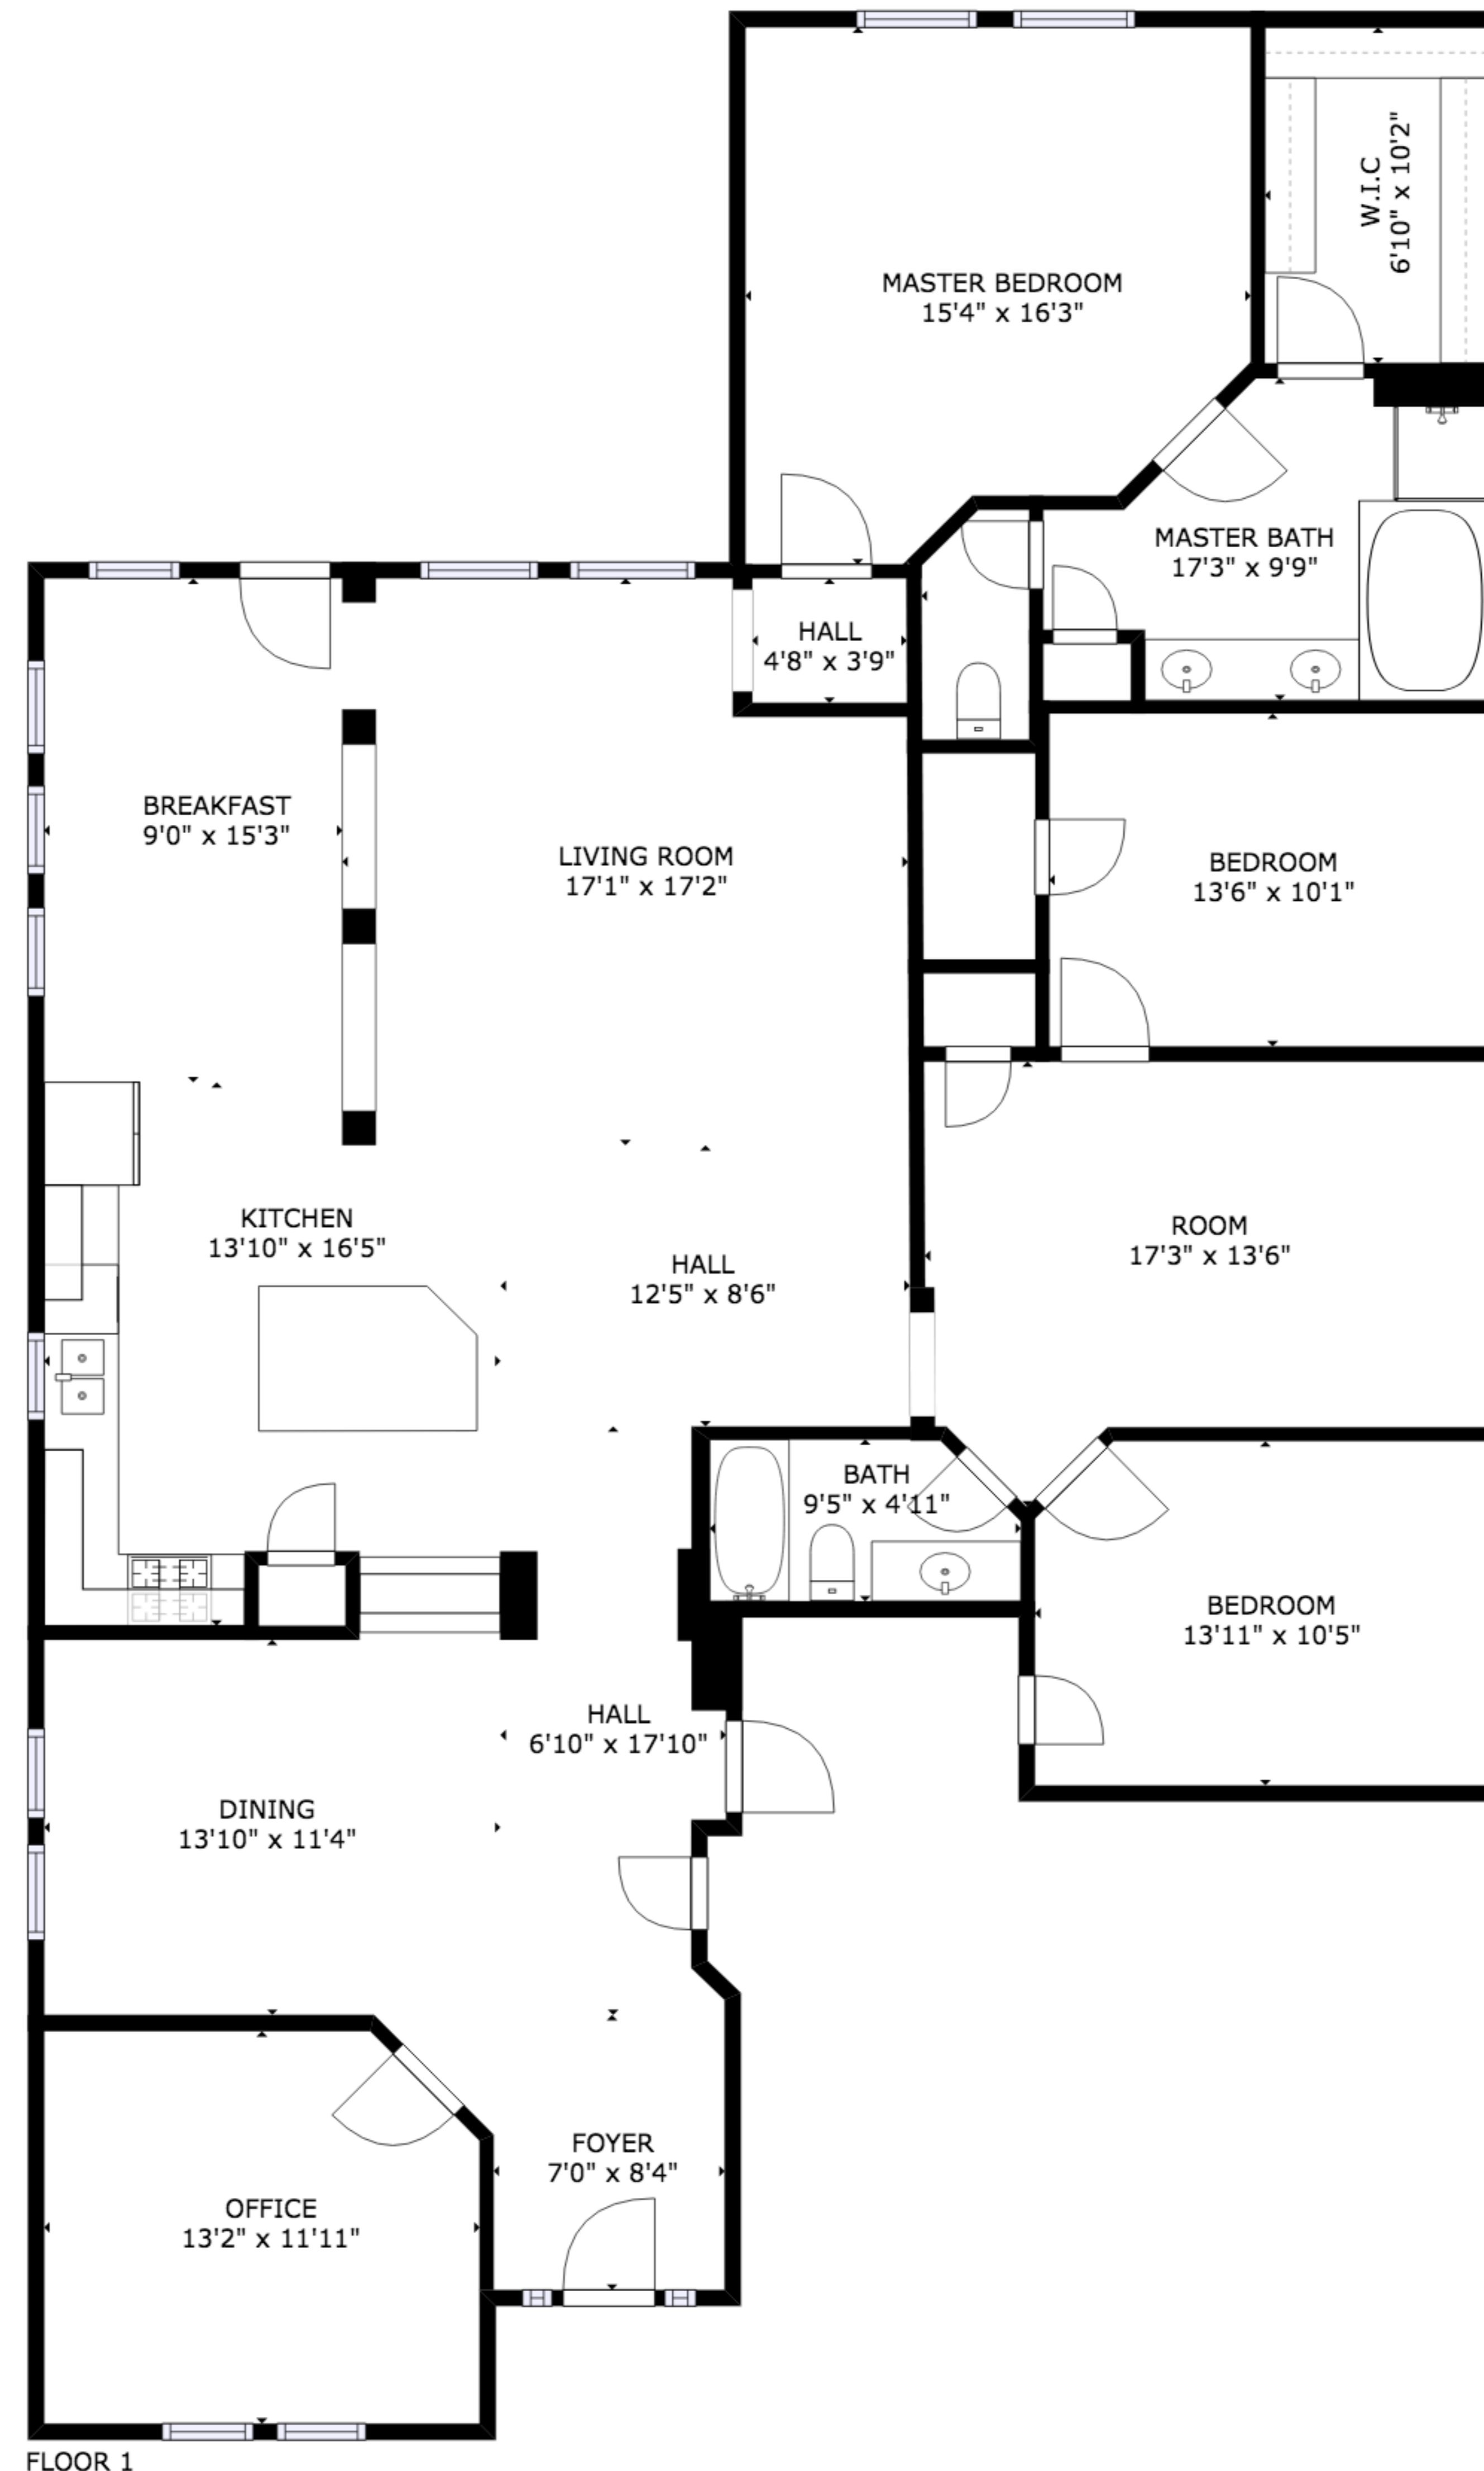 W.I.C
6'10" x 10'2"
MASTER BEDROOM
15'4" x 16'3"
MASTER BATH
17'3" x 9'9"
HALL
4'8" x 3'9"
BREAKFAST
9'0" x 15'3"
LIVING ROOM
17'1" x 17'2"
BEDROOM
13'6" x 10'1"
KITCHEN
13'10" x 16'5"
HALL
12'5" x 8'6"
ROOM
17'3" x 13'6"
BATH
9'5" x 4'11"
BEDROOM
13'11" x 10'5"
HALL
6'10" x 17'10"
DINING
13'10" x 11'4"
FOYER
7'0" x 8'4"
OFFICE
13'2" x 11'11"
FLOOR 1